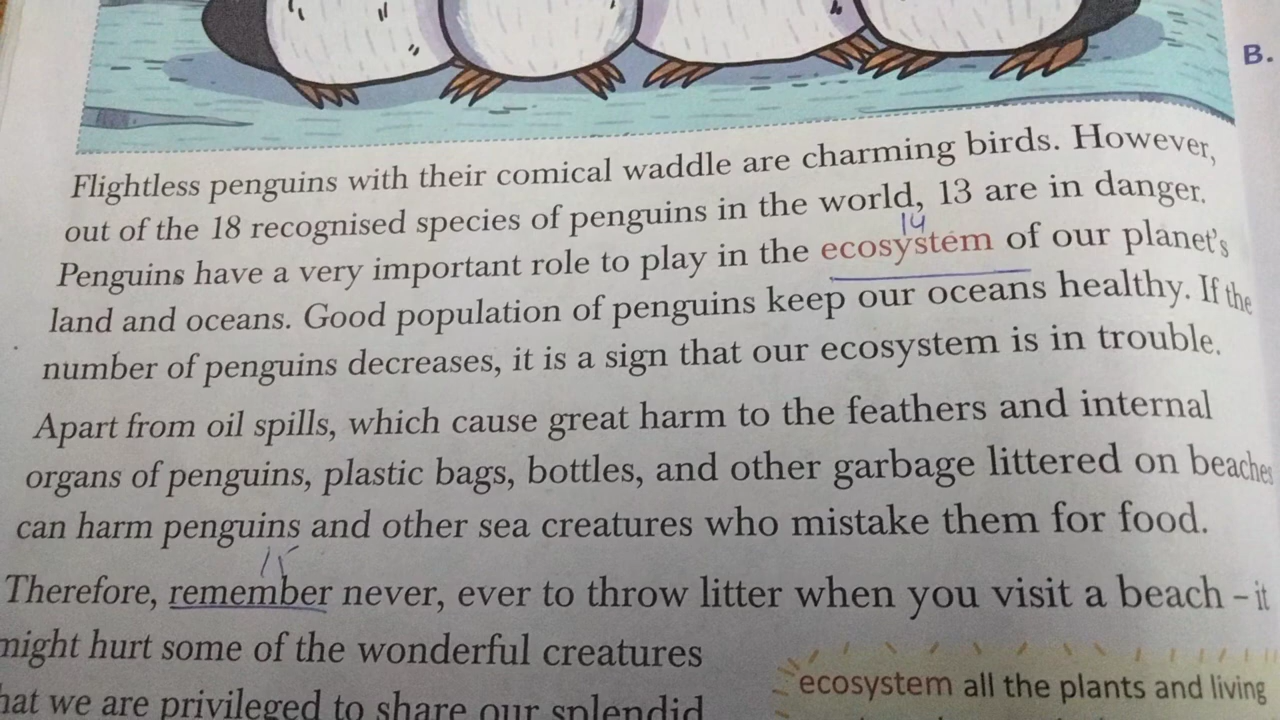 B.
Flightless penguins with their comical waddle are charming birds. However,
out of the 18 recognised species of penguins in the world, 13 are in danger.
14
Penguins have a very important role to play in the ecosystem of our planet's
land and oceans. Good population of penguins keep our oceans healthy. If the
number of penguins decreases, it is a sign that our ecosystem is in trouble.
Apart from oil spills, which cause great harm to the feathers and internal
organs of penguins, plastic bags, bottles, and other garbage littered on beaches
can harm penguins and other sea creatures who mistake them for food.
15
Therefore, remember never, ever to throw litter when you visit a beach – it
might hurt some of the wonderful creatures
hat we are privileged to share our splendid
ecosystem all the plants and living